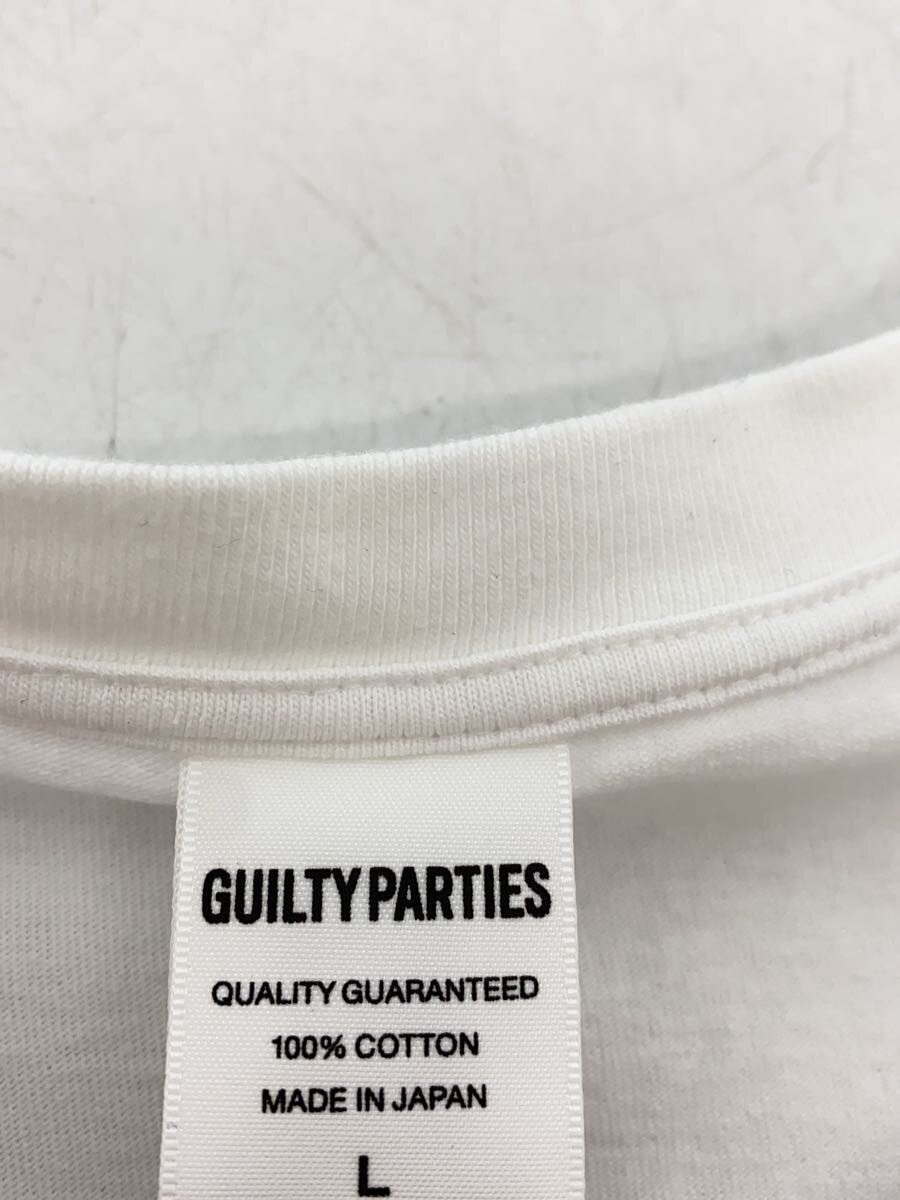 GUILTY PARTIES
QUALITY GUARANTEED
100% COTTON
MADE IN JAPAN
L